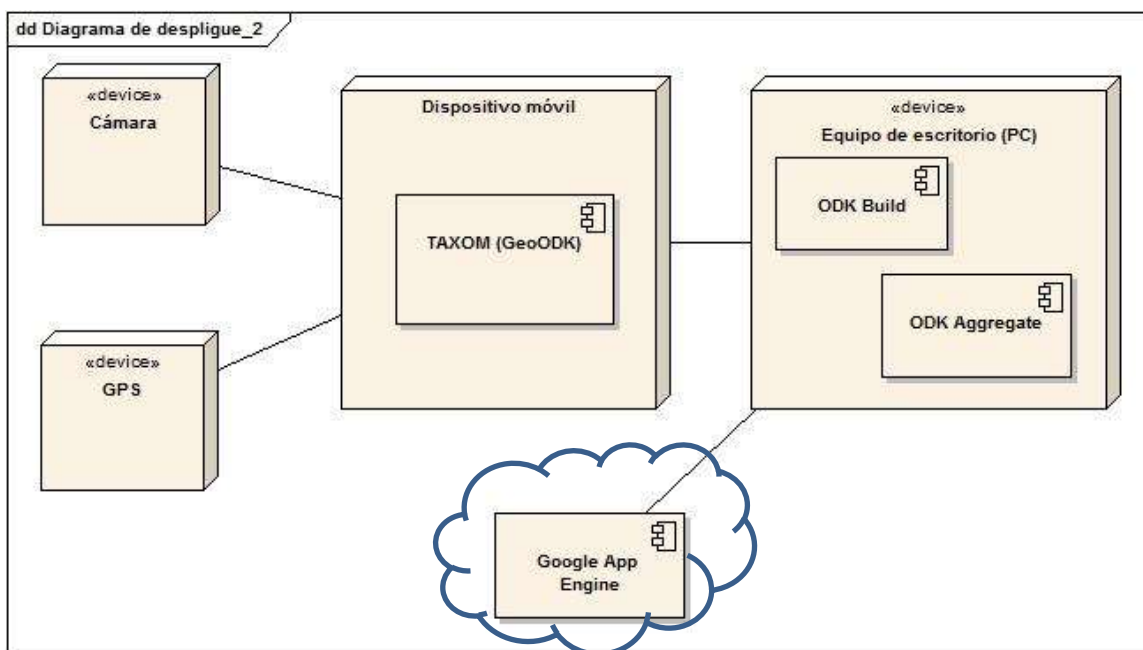 dd Diagrama de despligue_2
«device»
Cámara
Dispositivo móvil
TAXOM (GeoODK)
«device»
Equipo de escritorio (PC)
ODK Build
ODK Aggregate
«device»
GPS
Google App
Engine